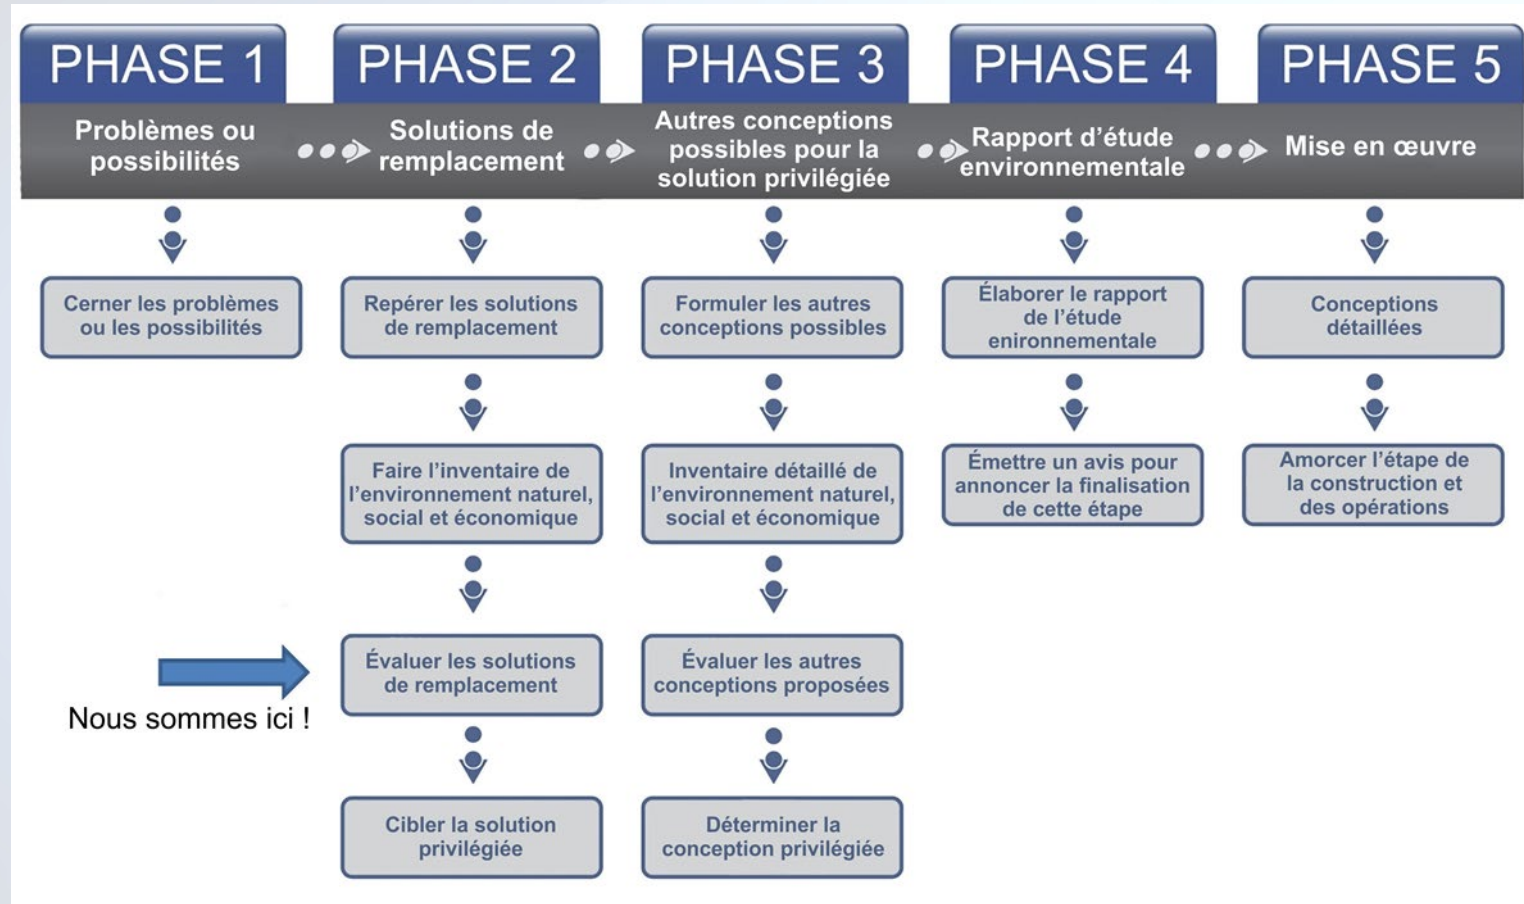 PHASE 1
PHASE 2
PHASE 3
PHASE 4
PHASE 5
Problèmes ou
possibilités
Solutions de
remplacement
Autres conceptions
possibles pour la
solution privilégiée
Rapport d'étude
environnementale
Mise en œuvre
Cerner les problèmes
ou les possibilités
Repérer les solutions
de remplacement
Faire l'inventaire de
l'environnement naturel,
social et économique
Nous sommes ici !
Évaluer les solutions
de remplacement
Cibler la solution
privilégiée
Formuler les autres
conceptions possibles
Inventaire détaillé de
l'environnement naturel,
social et économique
Évaluer les autres
conceptions proposées
Déterminer la
conception privilégiée
Élaborer le rapport
de l'étude
enironnementale
Émettre un avis pour
annoncer la finalisation
de cette étape
Conceptions
détaillées
Amorcer l'étape de
la construction et
des opérations